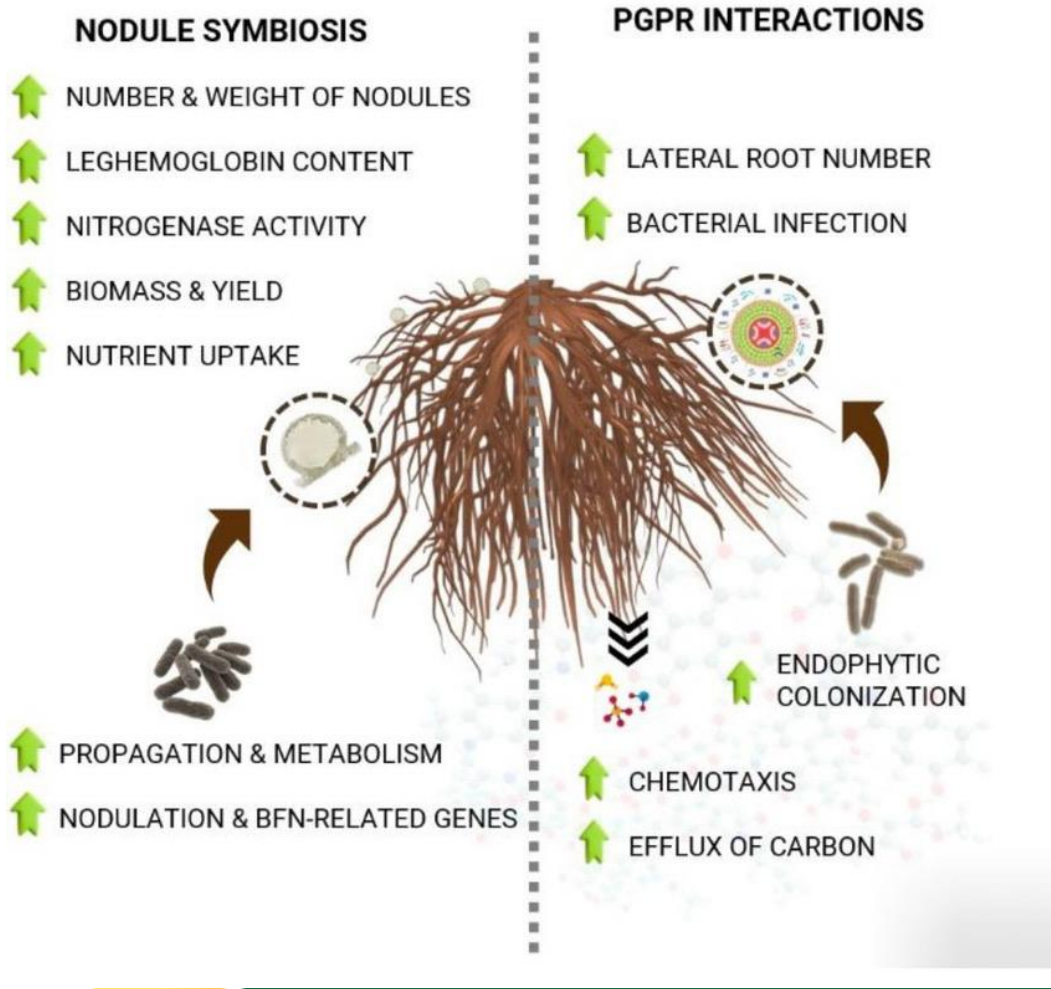 NODULE SYMBIOSIS
NUMBER & WEIGHT OF NODULES
LEGHEMOGLOBIN CONTENT
NITROGENASE ACTIVITY
BIOMASS & YIELD
NUTRIENT UPTAKE
PROPAGATION & METABOLISM
NODULATION & BFN-RELATED GENES
PGPR INTERACTIONS
LATERAL ROOT NUMBER
BACTERIAL INFECTION
ENDOPHYTIC
COLONIZATION
CHEMOTAXIS
EFFLUX OF CARBON